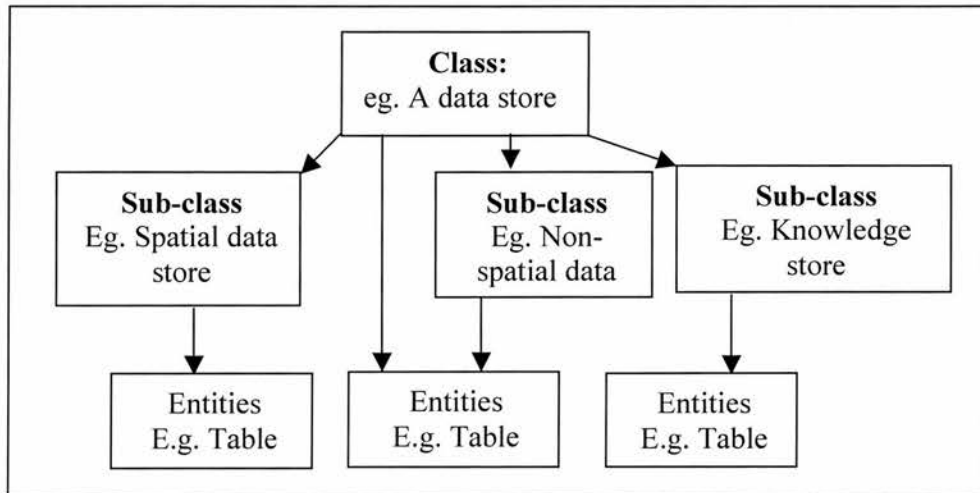 Class:
eg. A data store
Sub-class
Eg. Spatial data
store
Sub-class
Eg. Non-
spatial data
Sub-class
Eg. Knowledge
store
Entities
E.g. Table
Entities
E.g. Table
Entities
E.g. Table